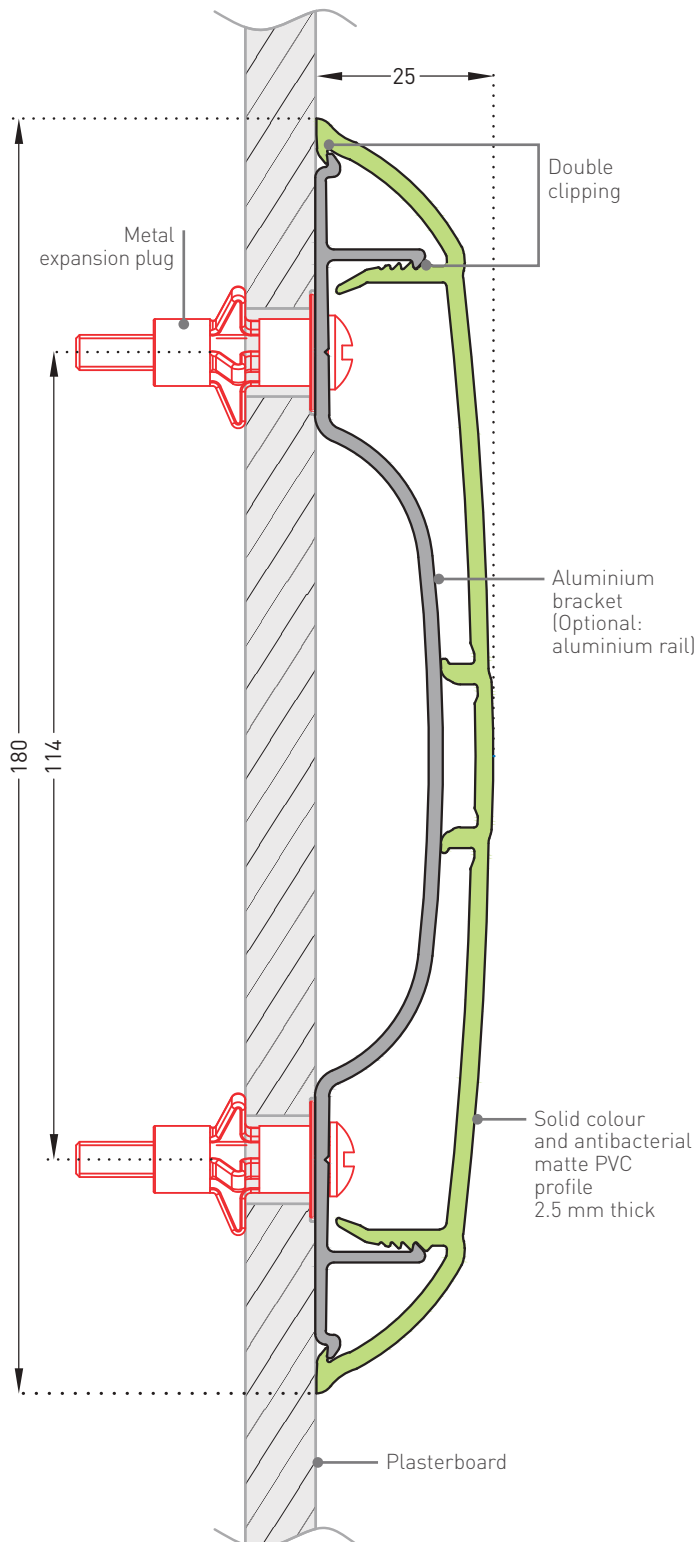 25
Double
clipping
Metal
expansion plug
Aluminium
bracket
(Optional:
aluminium rail)
180
114
Solid colour
and antibacterial
matte PVC
profile
2.5 mm thick
Plasterboard